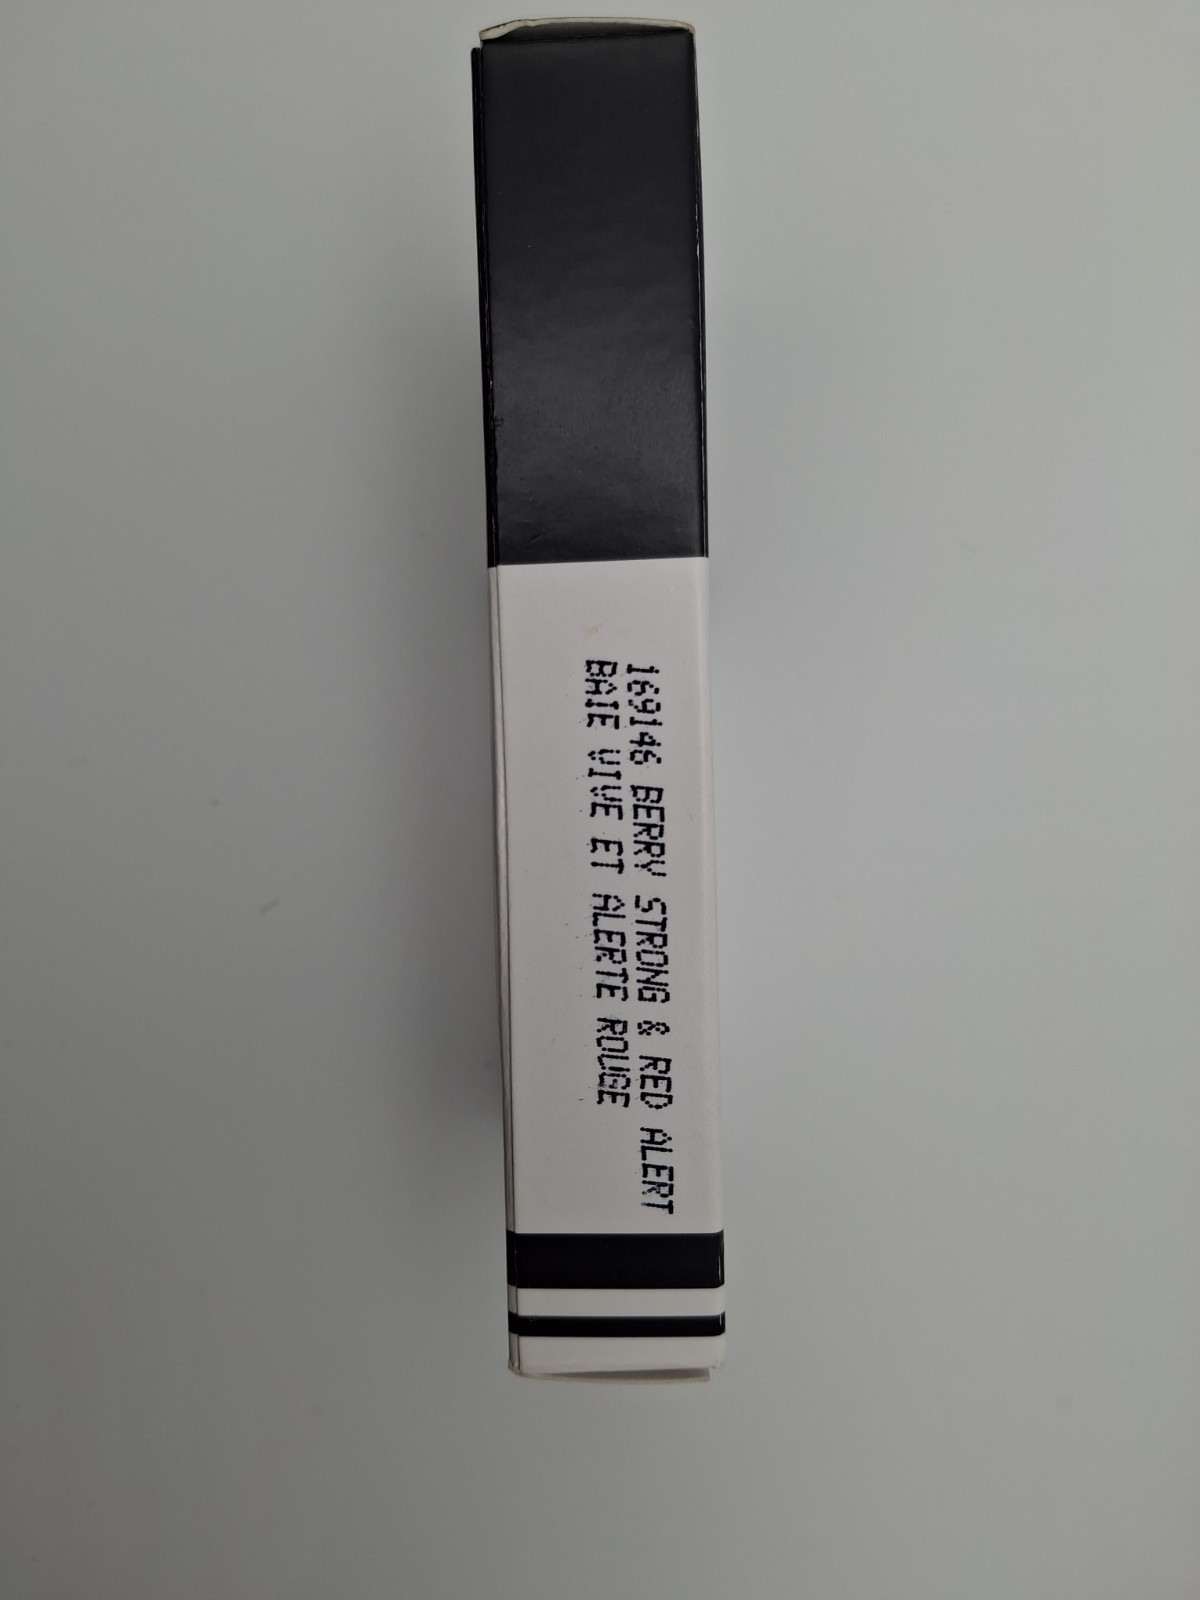 169146 BERRY STRONG & RED ALERT
BAIE VIVE ET ALERTE ROUGE